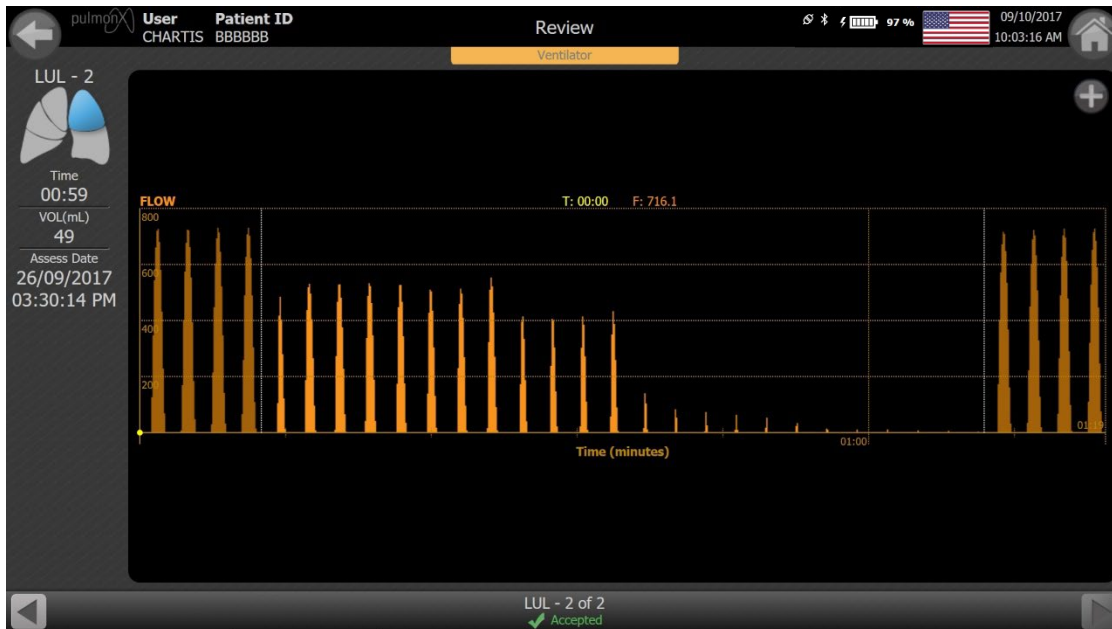 pulmonX
User Patient ID
CHARTIS BBBBBB
Review
97 %
09/10/2017
10:03:16 AM
Ventilator
LUL - 2
Time
00:59
VOL(mL)
49
Assess Date
26/09/2017
03:30:14 PM
FLOW
T: 00:00 F: 716.1
800
600
400
200
01:00
01:19
Time (minutes)
LUL - 2 of 2
Accepted